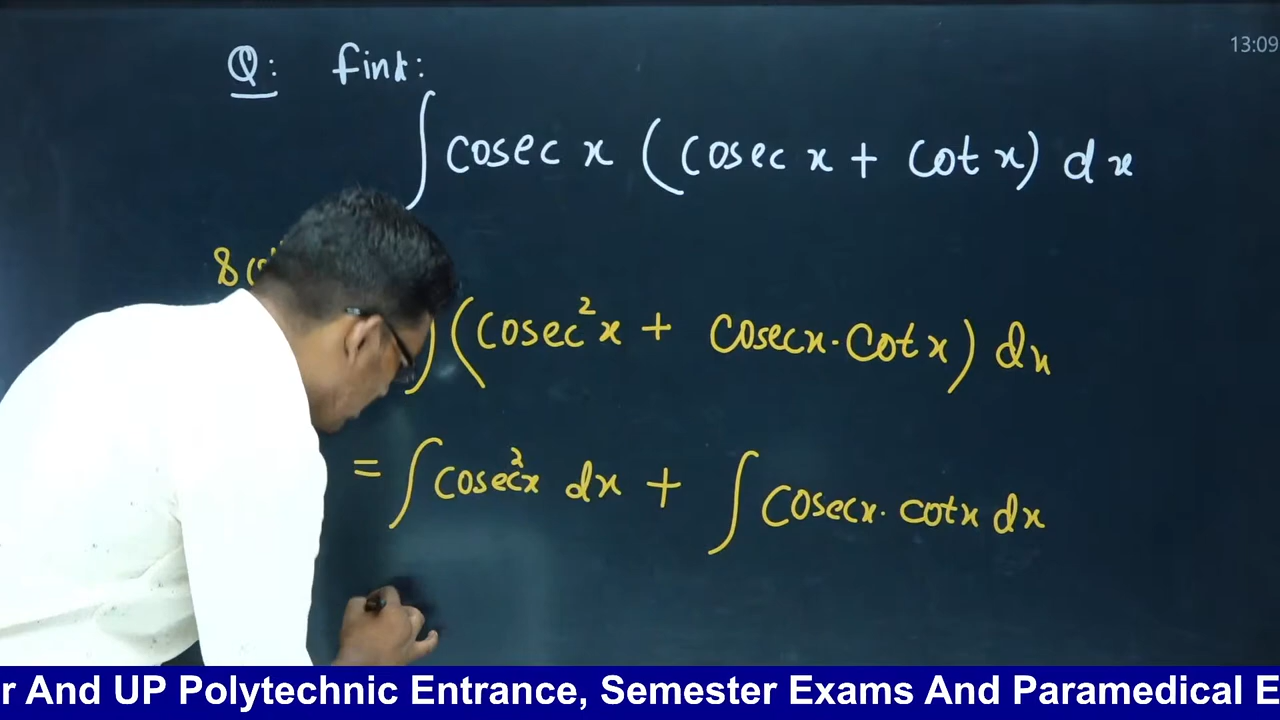 13:09
Q: find:
∫ cosec x (cosec x + cot x) dx
∫ (cosec²x + cosecx.cotx) dx
= ∫ cosec²x dx + ∫ cosecx. cotx dx
r And UP Polytechnic Entrance, Semester Exams And Paramedical E